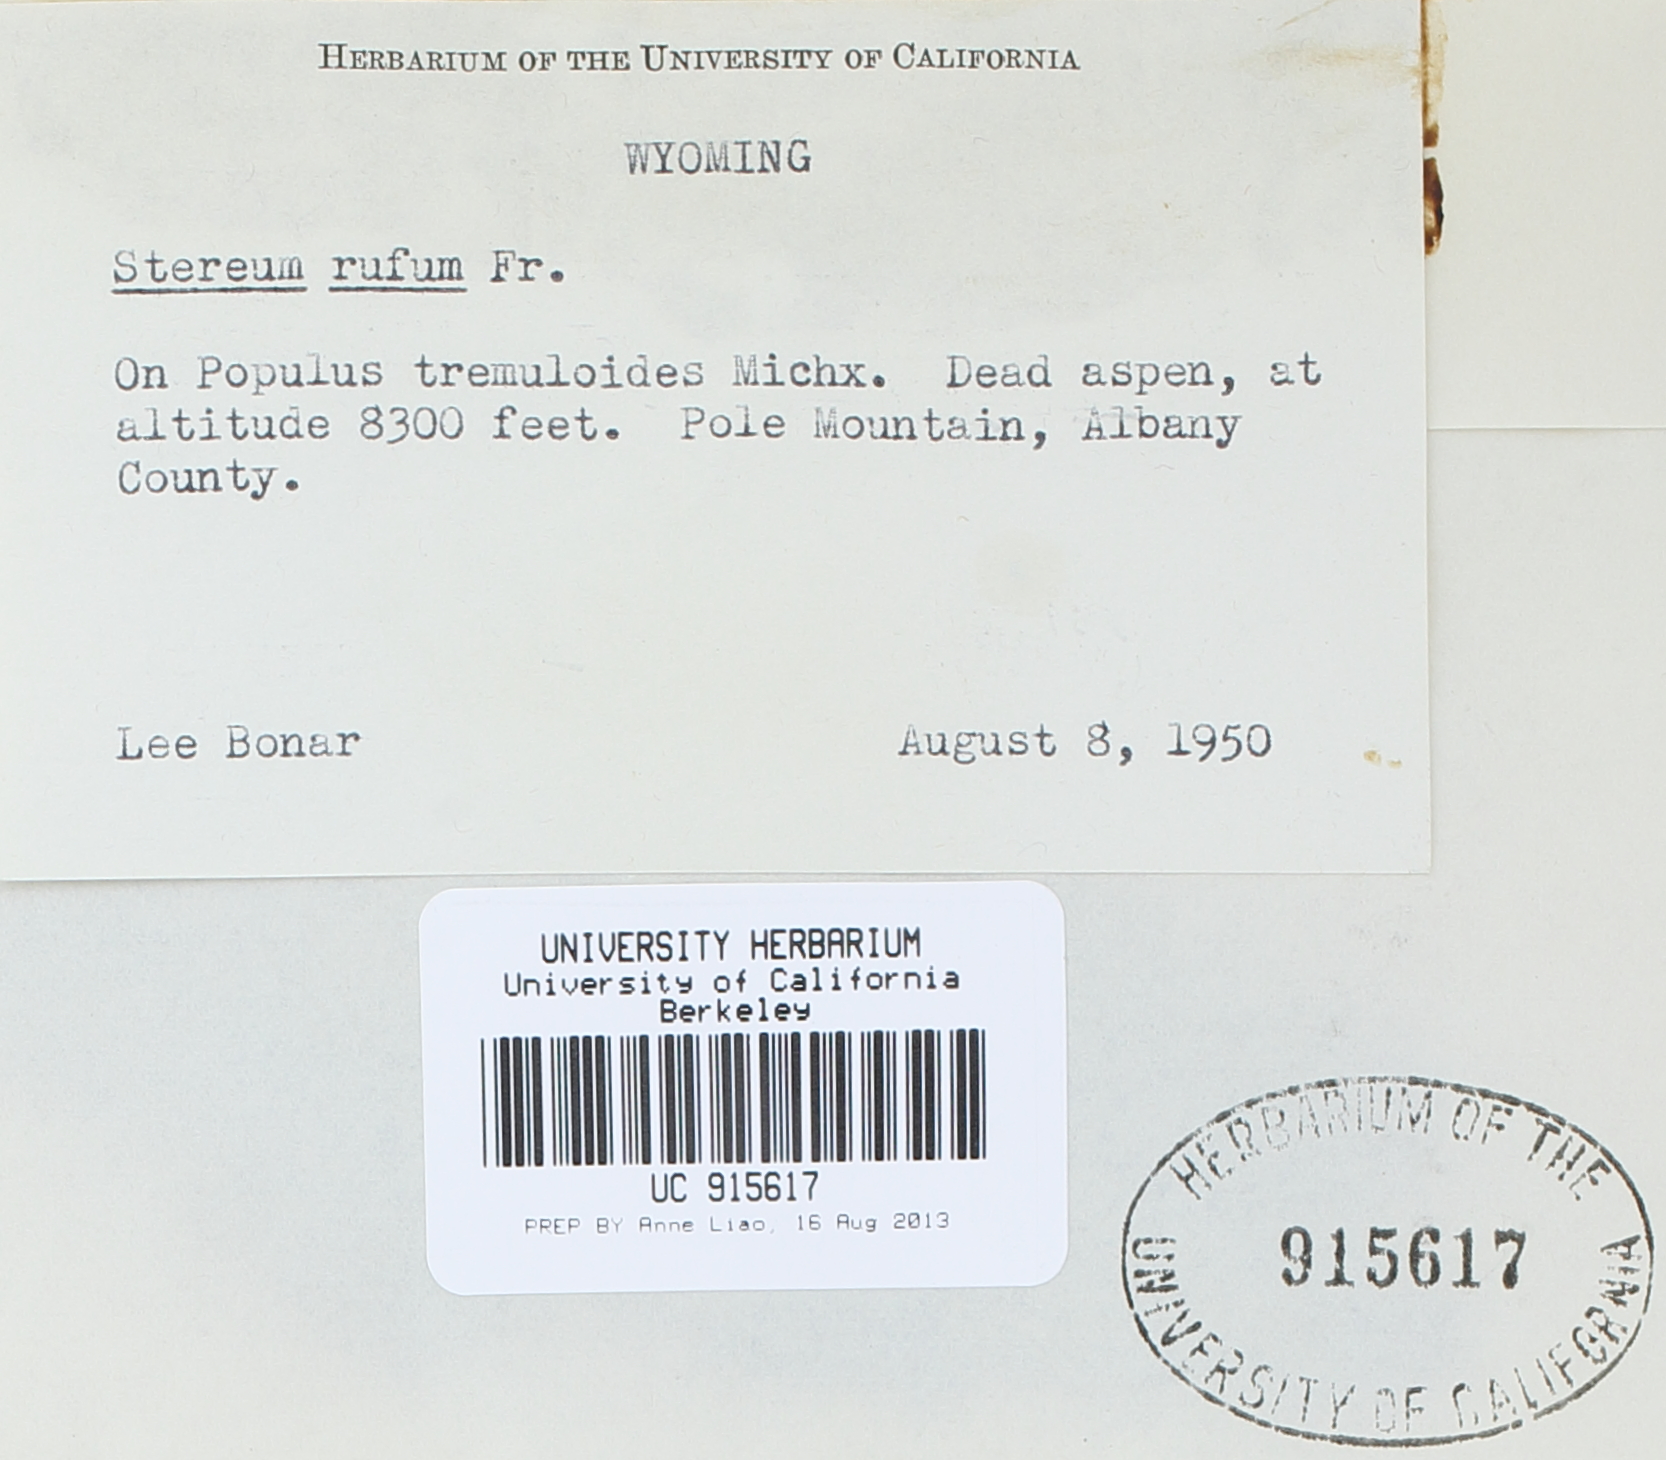 HERBARIUM OF THE UNIVERSITY OF CALIFORNIA
WYOMING
Stereum rufum Fr.
On Populus tremuloides Michx. Dead aspen, at
altitude 8300 feet. Pole Mountain, Albany
County.
Lee Bonar August 8, 1950
UNIVERSITY HERBARIUM
University of California
Berkeley
UC 915617
PREP BY Anne Liao, 16 Aug 2013
HERBARIUM OF THE
915617
UNIVERSITY OF CALIFORNIA